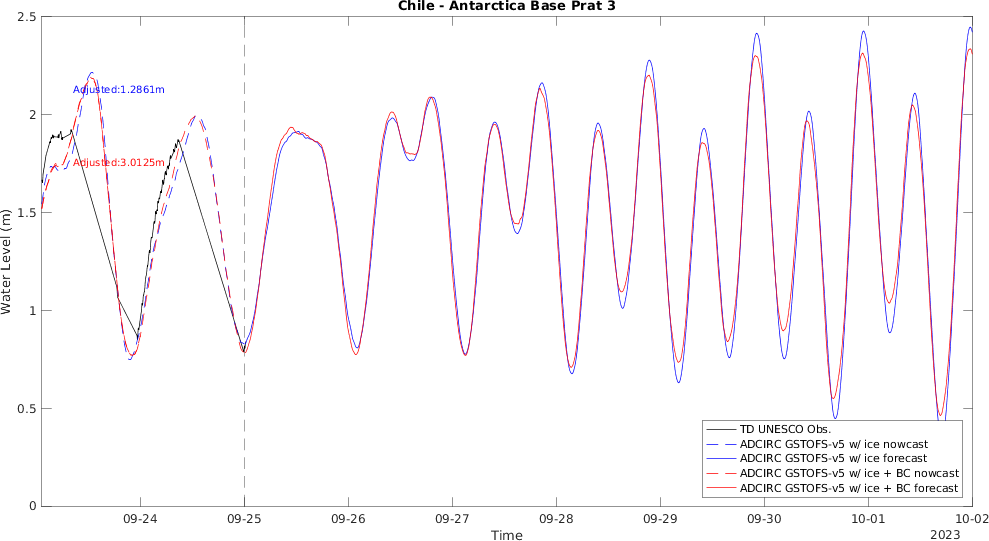 Chile - Antarctica Base Prat 3
2.5
2
1.5
1
0.5
0
Water Level (m)
Adjusted:1.2861m
Adjusted:3.0125m
TD UNESCO Obs.
ADCIRC GSTOFS-v5 w/ ice nowcast
ADCIRC GSTOFS-v5 w/ ice forecast
ADCIRC GSTOFS-v5 w/ ice + BC nowcast
ADCIRC GSTOFS-v5 w/ ice + BC forecast
09-24 09-25 09-26 09-27 09-28 09-29 09-30 10-01 10-02
2023
Time